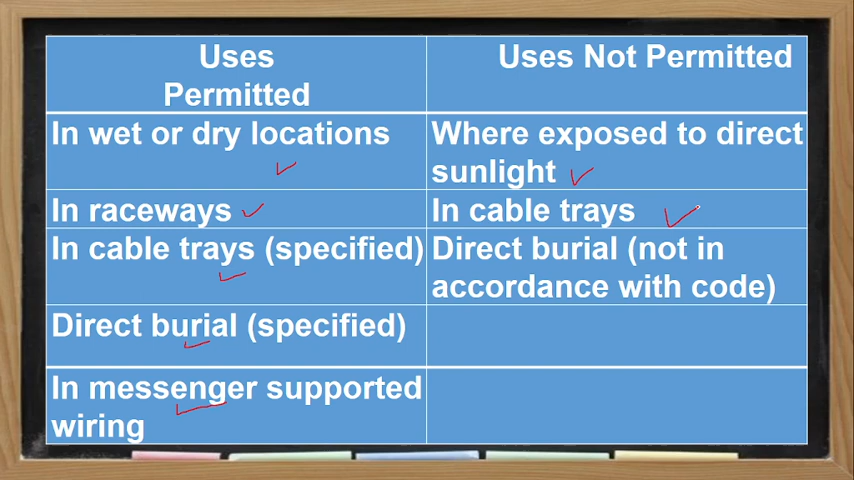 Uses
Permitted
Uses Not Permitted
In wet or dry locations
Where exposed to direct
sunlight
In raceways
In cable trays
In cable trays (specified)
Direct burial (not in
accordance with code)
Direct burial (specified)
In messenger supported
wiring